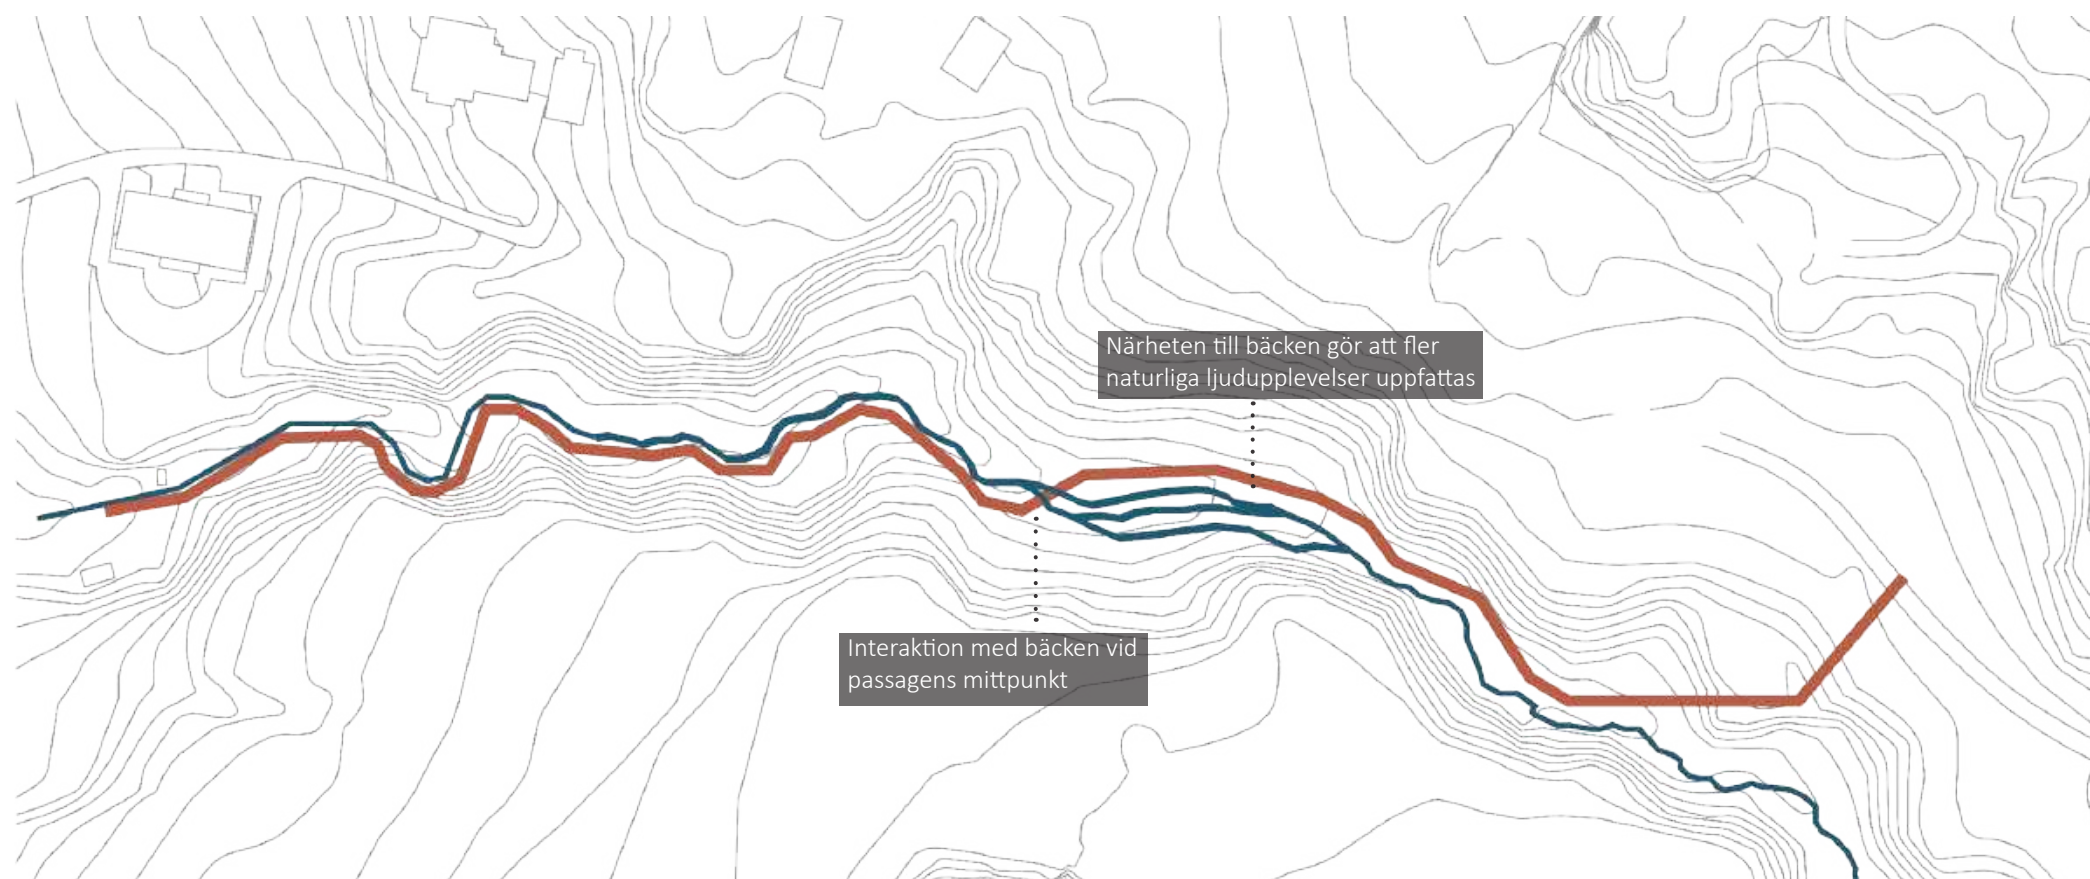 Närheten till bäcken gör att fler
naturliga ljudupplevelser uppfattas
Interaktion med bäcken vid
passagens mittpunkt